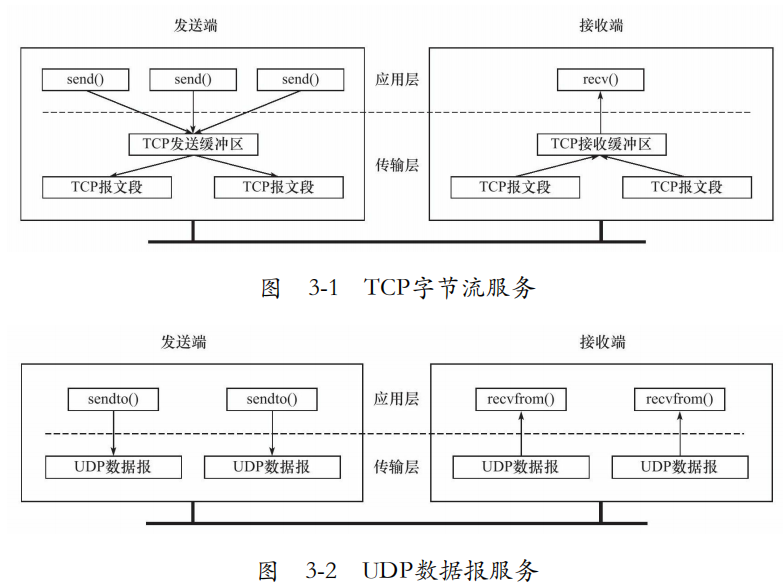 发送端 接收端
send() send() send() 应用层 recv()
TCP发送缓冲区 TCP接收缓冲区
传输层
TCP报文段 TCP报文段 TCP报文段 TCP报文段
图 3-1 TCP字节流服务
发送端 接收端
sendto() sendto() 应用层 recvfrom() recvfrom()
UDP数据报 UDP数据报 传输层 UDP数据报 UDP数据报
图 3-2 UDP数据报服务